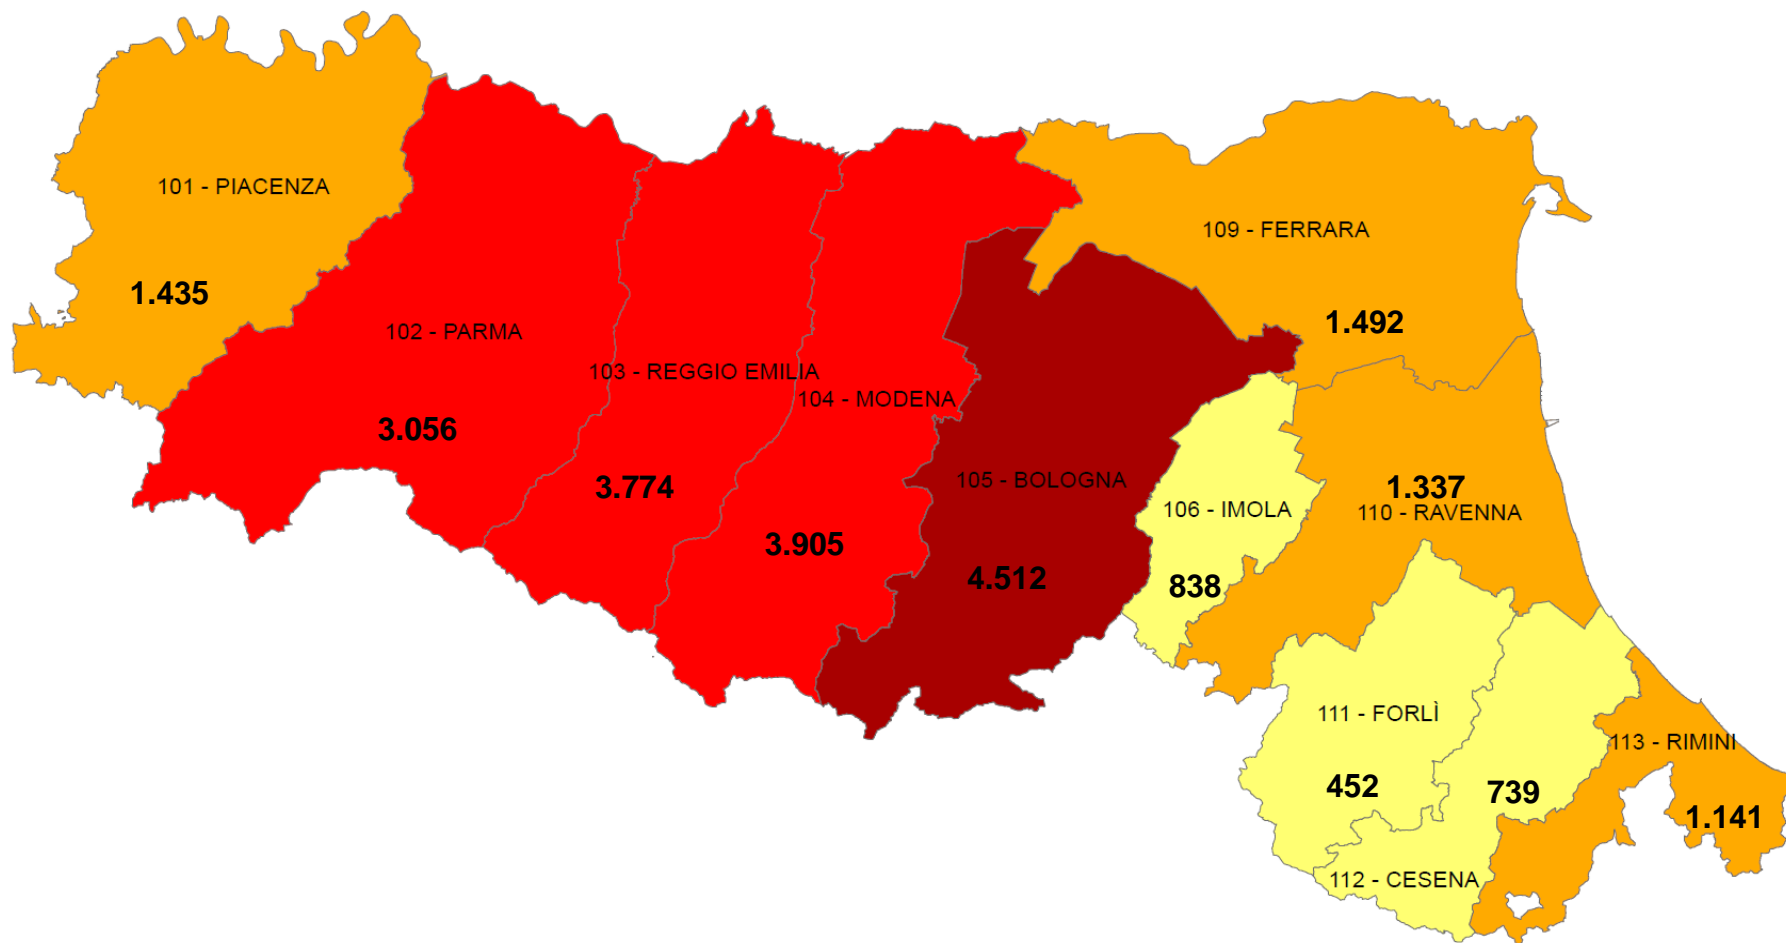 101 - PIACENZA
1.435
102 - PARMA
3.056
103 - REGGIO EMILIA
3.774
104 - MODENA
3.905
105 - BOLOGNA
4.512
106 - IMOLA
838
109 - FERRARA
1.492
1.337
110 - RAVENNA
111 - FORLÌ
452
739
112 - CESENA
113 - RIMINI
1.141